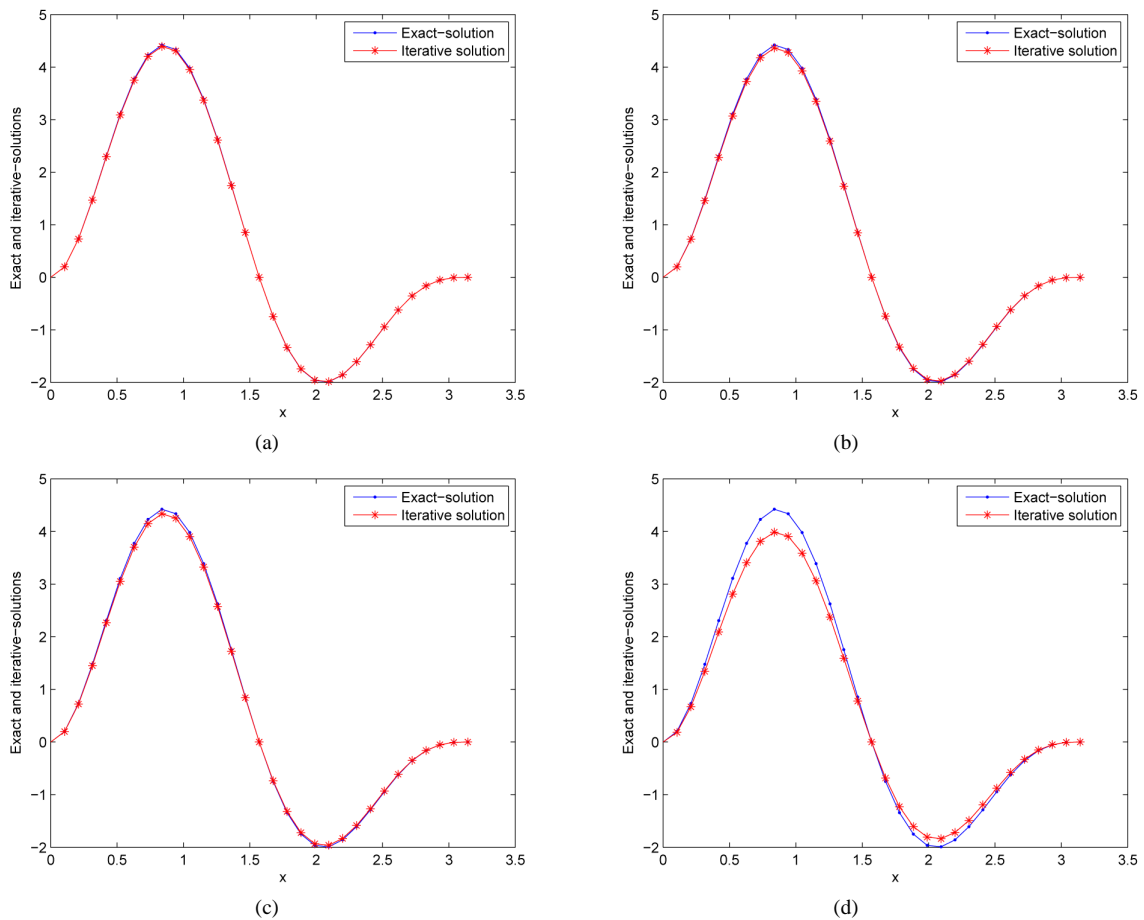 5
4
3
2
1
0
−1
−2
0 0.5 1 1.5 2 2.5 3 3.5
x
Exact and iterative−solutions
Exact−solution
Iterative solution
(a)
5
4
3
2
1
0
−1
−2
0 0.5 1 1.5 2 2.5 3 3.5
x
Exact and iterative−solutions
Exact−solution
Iterative solution
(b)
5
4
3
2
1
0
−1
−2
0 0.5 1 1.5 2 2.5 3 3.5
x
Exact and iterative−solutions
Exact−solution
Iterative solution
(c)
5
4
3
2
1
0
−1
−2
0 0.5 1 1.5 2 2.5 3 3.5
x
Exact and iterative−solutions
Exact−solution
Iterative solution
(d)